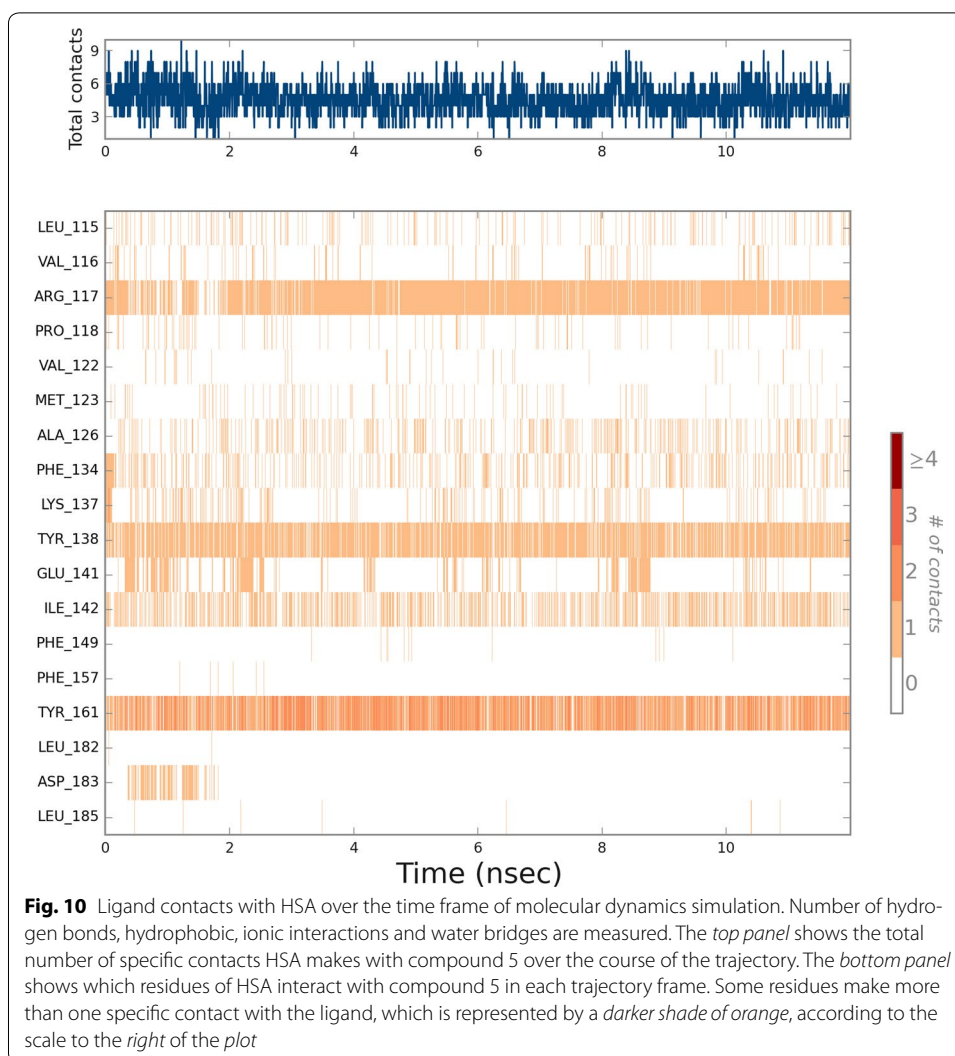 Total contacts
9
6
3
0 2 4 6 8 10
LEU_115
VAL_116
ARG_117
PRO_118
VAL_122
MET_123
ALA_126
PHE_134
LYS_137
TYR_138
GLU_141
ILE_142
PHE_149
PHE_157
TYR_161
LEU_182
ASP_183
LEU_185
0 2 4 6 8 10
Time (nsec)
≥4
3
2
1
0
# of contacts
Fig. 10 Ligand contacts with HSA over the time frame of molecular dynamics simulation. Number of hydro-
gen bonds, hydrophobic, ionic interactions and water bridges are measured. The top panel shows the total
number of specific contacts HSA makes with compound 5 over the course of the trajectory. The bottom panel
shows which residues of HSA interact with compound 5 in each trajectory frame. Some residues make more
than one specific contact with the ligand, which is represented by a darker shade of orange, according to the
scale to the right of the plot